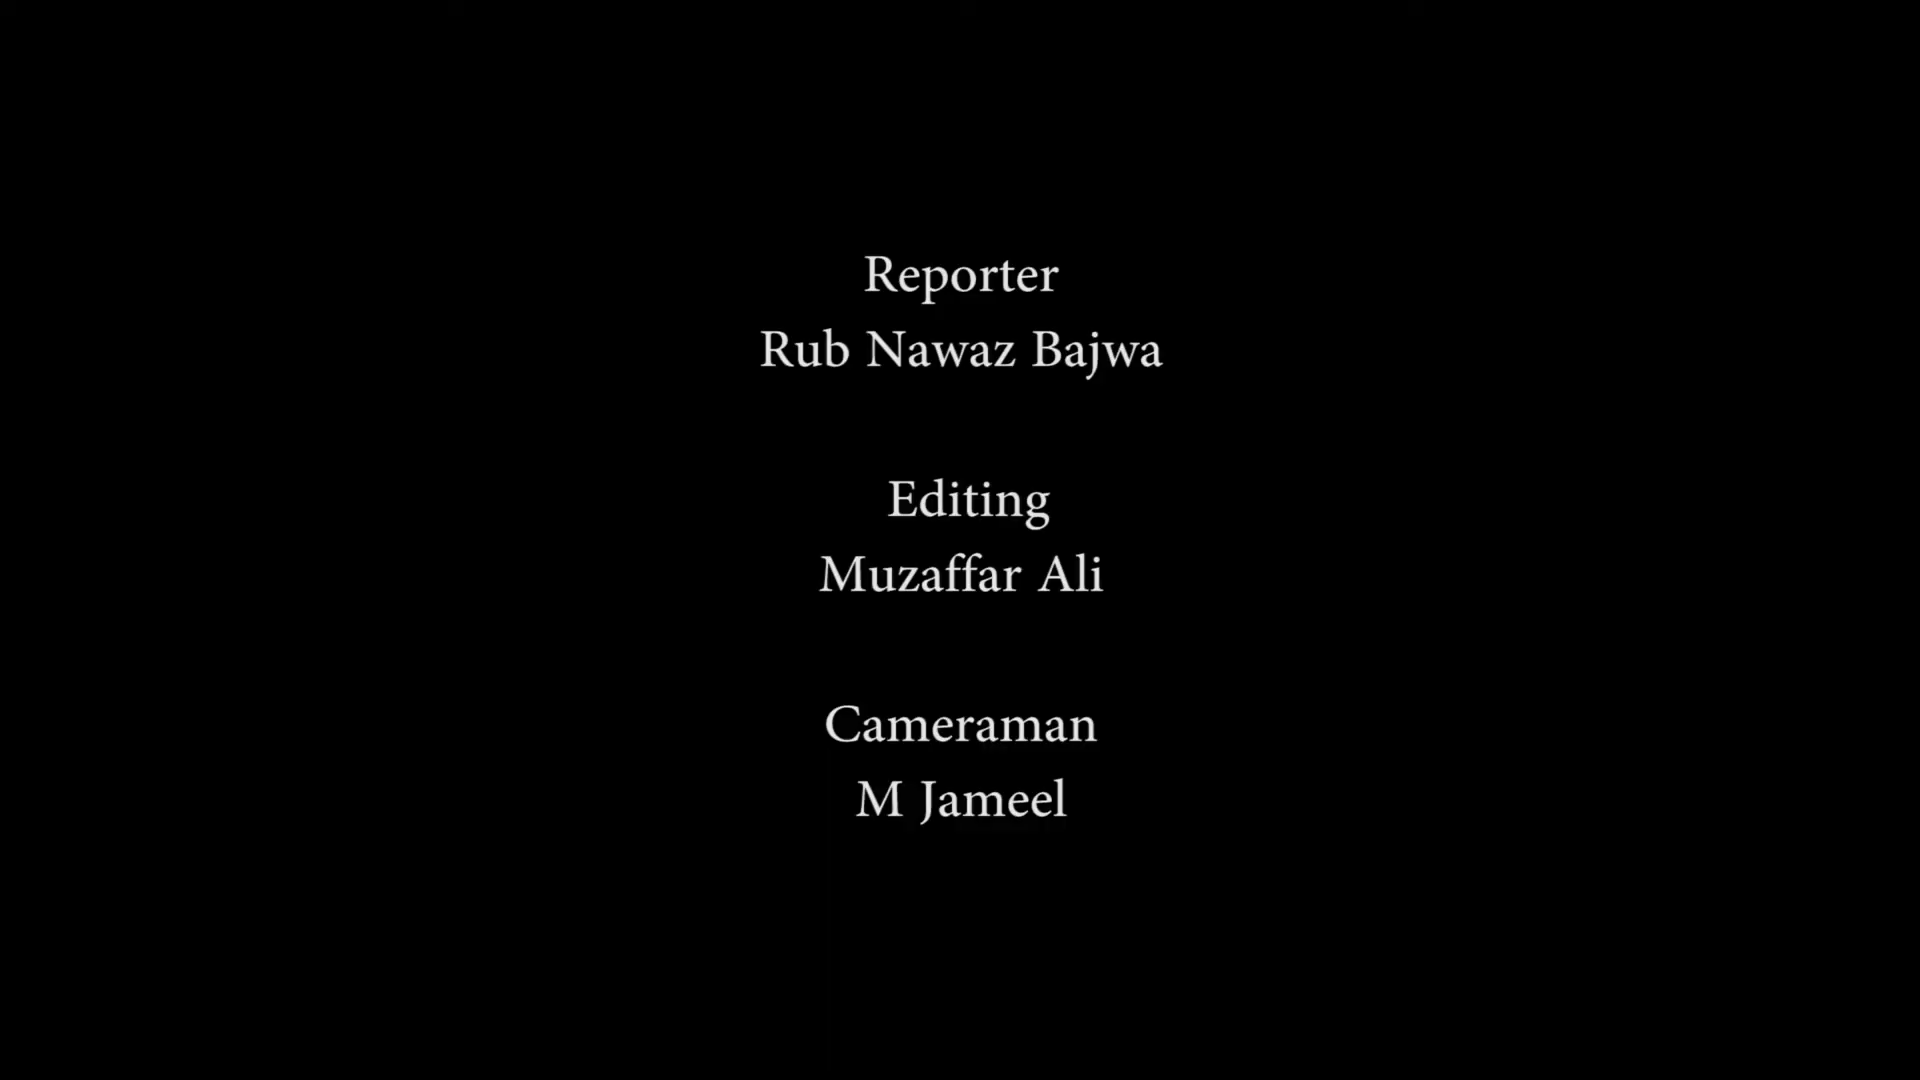 Reporter
Rub Nawaz Bajwa
Editing
Muzaffar Ali
Cameraman
M Jameel